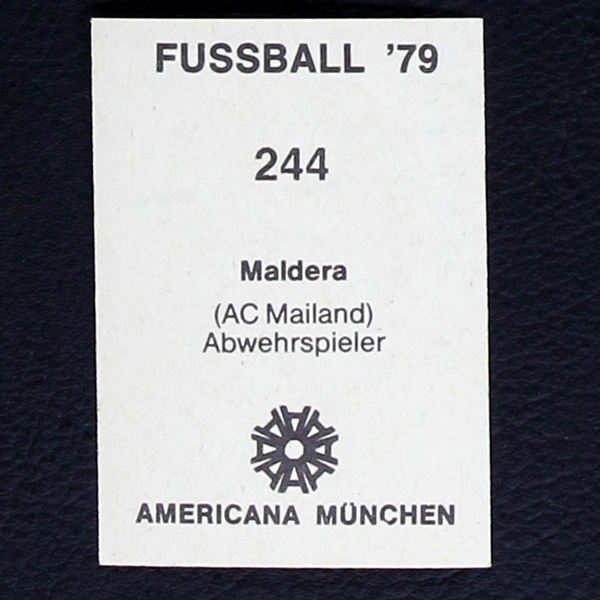 FUSSBALL '79
244
Maldera
(AC Mailand)
Abwehrspieler
AMERICANA MÜNCHEN